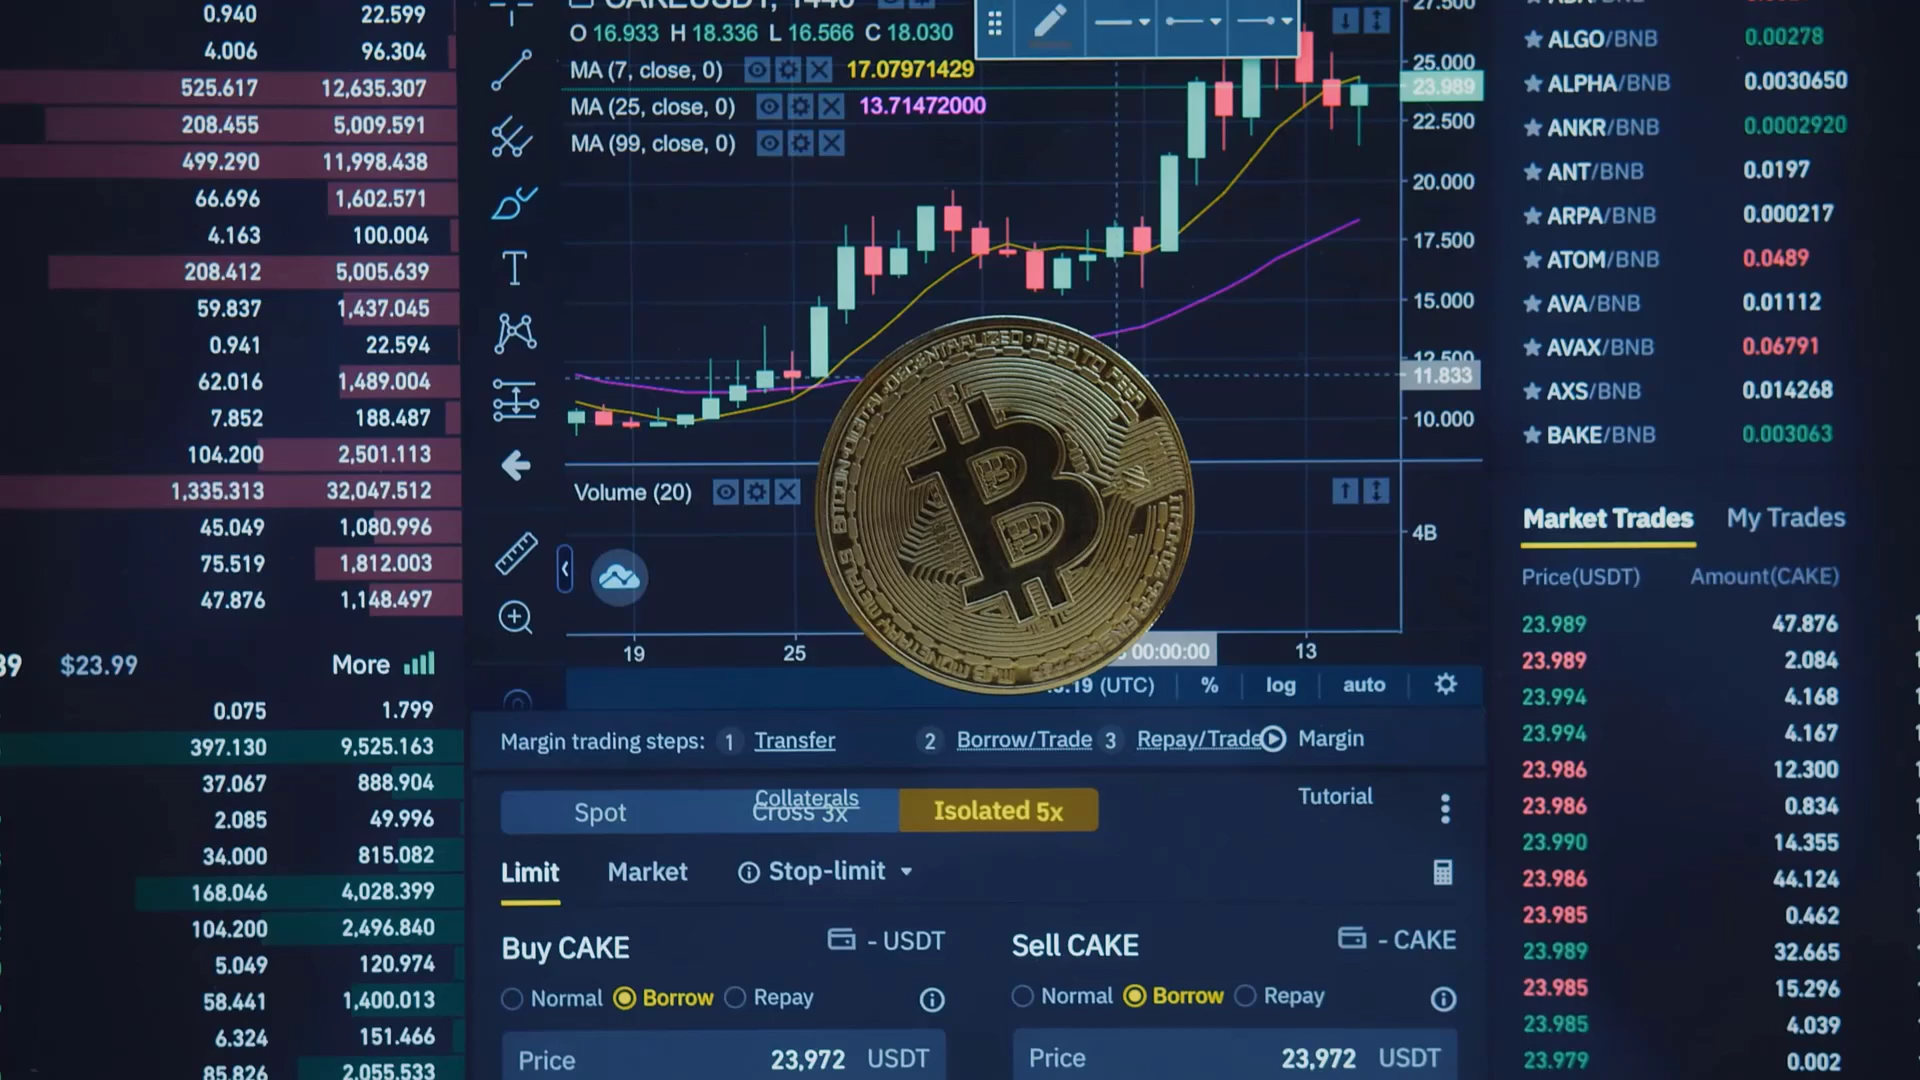 0.940 22.599
4.006 96.304
525.617 12,635.307
208.455 5,009.591
499.290 11,998.438
66.696 1,602.571
4.163 100.004
208.412 5,005.639
59.837 1,437.045
0.941 22.594
62.016 1,489.004
7.852 188.487
104.200 2,501.113
1,335.313 32,047.512
45.049 1,080.996
75.519 1,812.003
47.876 1,148.497
$23.99 More
0.075 1.799
397.130 9,525.163
37.067 888.904
2.085 49.996
34.000 815.082
168.046 4,028.399
104.200 2,496.840
5.049 120.974
58.441 1,400.013
6.324 151.466
85.826 2,055.533
CAKEUSDT, 1440
O 16.933 H 18.336 L 16.566 C 18.030
MA (7, close, 0) 17.07971429
MA (25, close, 0) 13.71472000
MA (99, close, 0)
27.500
25.000
23.989
22.500
20.000
17.500
15.000
12.500
11.833
10.000
Volume (20)
4B
19 25 00:00:00 13
(UTC) % log auto
DECENTRALIZED • PEER TO PEER
BITCOIN
Margin trading steps: 1 Transfer 2 Borrow/Trade 3 Repay/Trade Margin
Collaterals Tutorial
Spot Cross 3x Isolated 5x
Limit Market Stop-limit
Buy CAKE - USDT
Normal Borrow Repay
Price 23,972 USDT
Sell CAKE - CAKE
Normal Borrow Repay
Price 23,972 USDT
ALGO/BNB 0.00278
ALPHA/BNB 0.0030650
ANKR/BNB 0.0002920
ANT/BNB 0.0197
ARPA/BNB 0.000217
ATOM/BNB 0.0489
AVA/BNB 0.01112
AVAX/BNB 0.06791
AXS/BNB 0.014268
BAKE/BNB 0.003063
Market Trades My Trades
Price(USDT) Amount(CAKE)
23.989 47.876
23.989 2.084
23.994 4.168
23.994 4.167
23.986 12.300
23.986 0.834
23.990 14.355
23.986 44.124
23.985 0.462
23.989 32.665
23.985 15.296
23.985 4.039
23.979 0.002